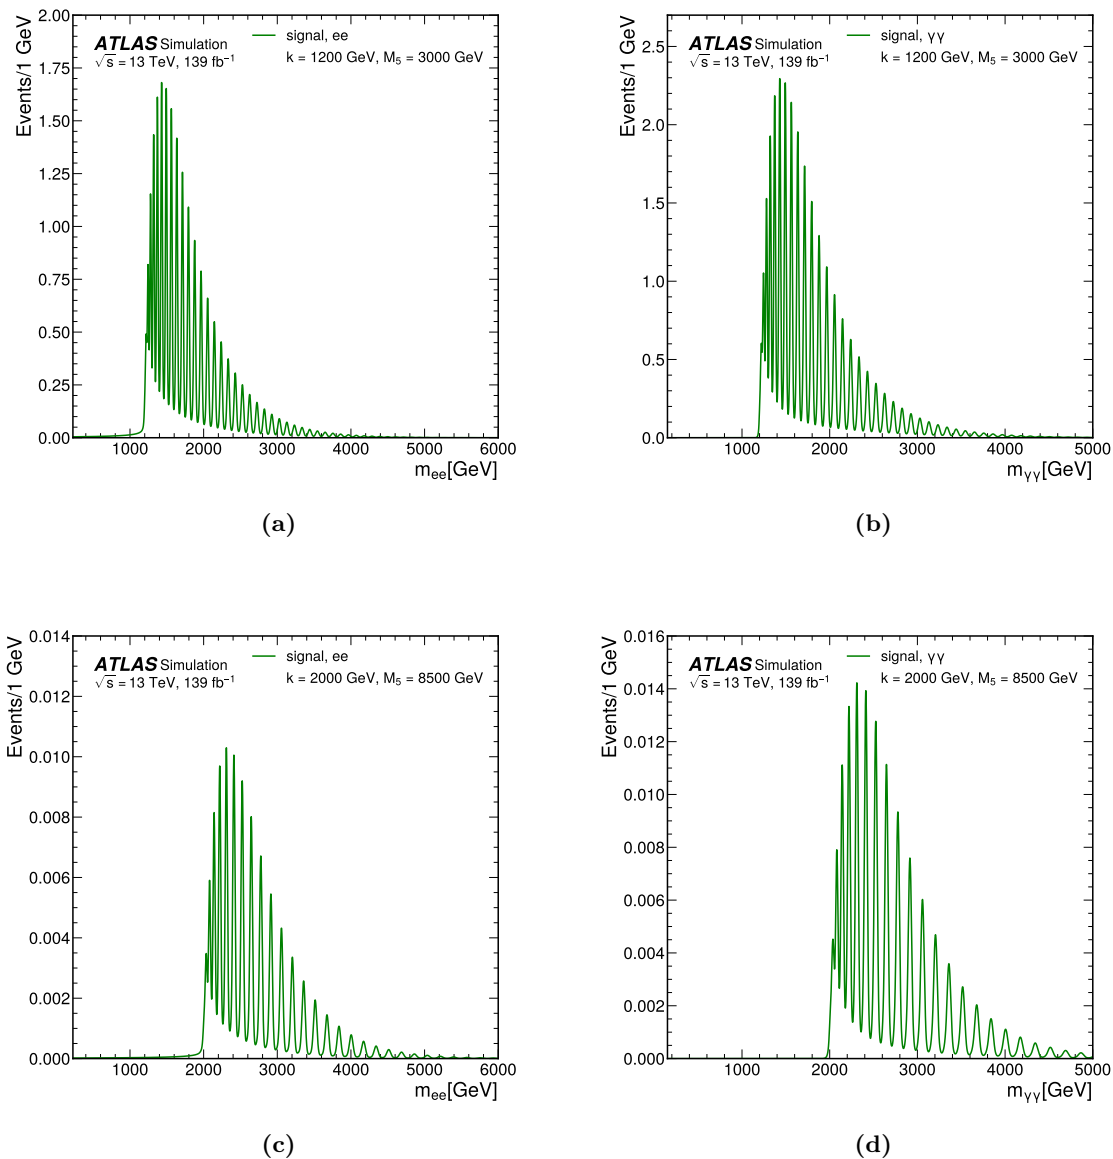 ATLAS Simulation
√s = 13 TeV, 139 fb⁻¹
signal, ee
k = 1200 GeV, M₅ = 3000 GeV
Events/1 GeV
2.00
1.75
1.50
1.25
1.00
0.75
0.50
0.25
0.00
1000 2000 3000 4000 5000 6000
mₑₑ[GeV]
(a)
ATLAS Simulation
√s = 13 TeV, 139 fb⁻¹
signal, γγ
k = 1200 GeV, M₅ = 3000 GeV
Events/1 GeV
2.5
2.0
1.5
1.0
0.5
0.0
1000 2000 3000 4000 5000
m_γγ[GeV]
(b)
ATLAS Simulation
√s = 13 TeV, 139 fb⁻¹
signal, ee
k = 2000 GeV, M₅ = 8500 GeV
Events/1 GeV
0.014
0.012
0.010
0.008
0.006
0.004
0.002
0.000
1000 2000 3000 4000 5000 6000
mₑₑ[GeV]
(c)
ATLAS Simulation
√s = 13 TeV, 139 fb⁻¹
signal, γγ
k = 2000 GeV, M₅ = 8500 GeV
Events/1 GeV
0.016
0.014
0.012
0.010
0.008
0.006
0.004
0.002
0.000
1000 2000 3000 4000 5000
m_γγ[GeV]
(d)